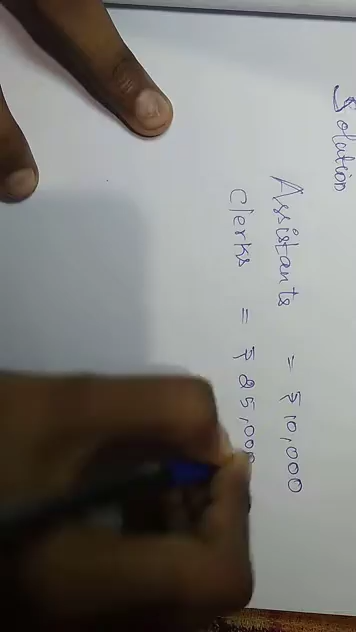 Solution
Assistants = ₹10,000
Clerks = ₹25,000